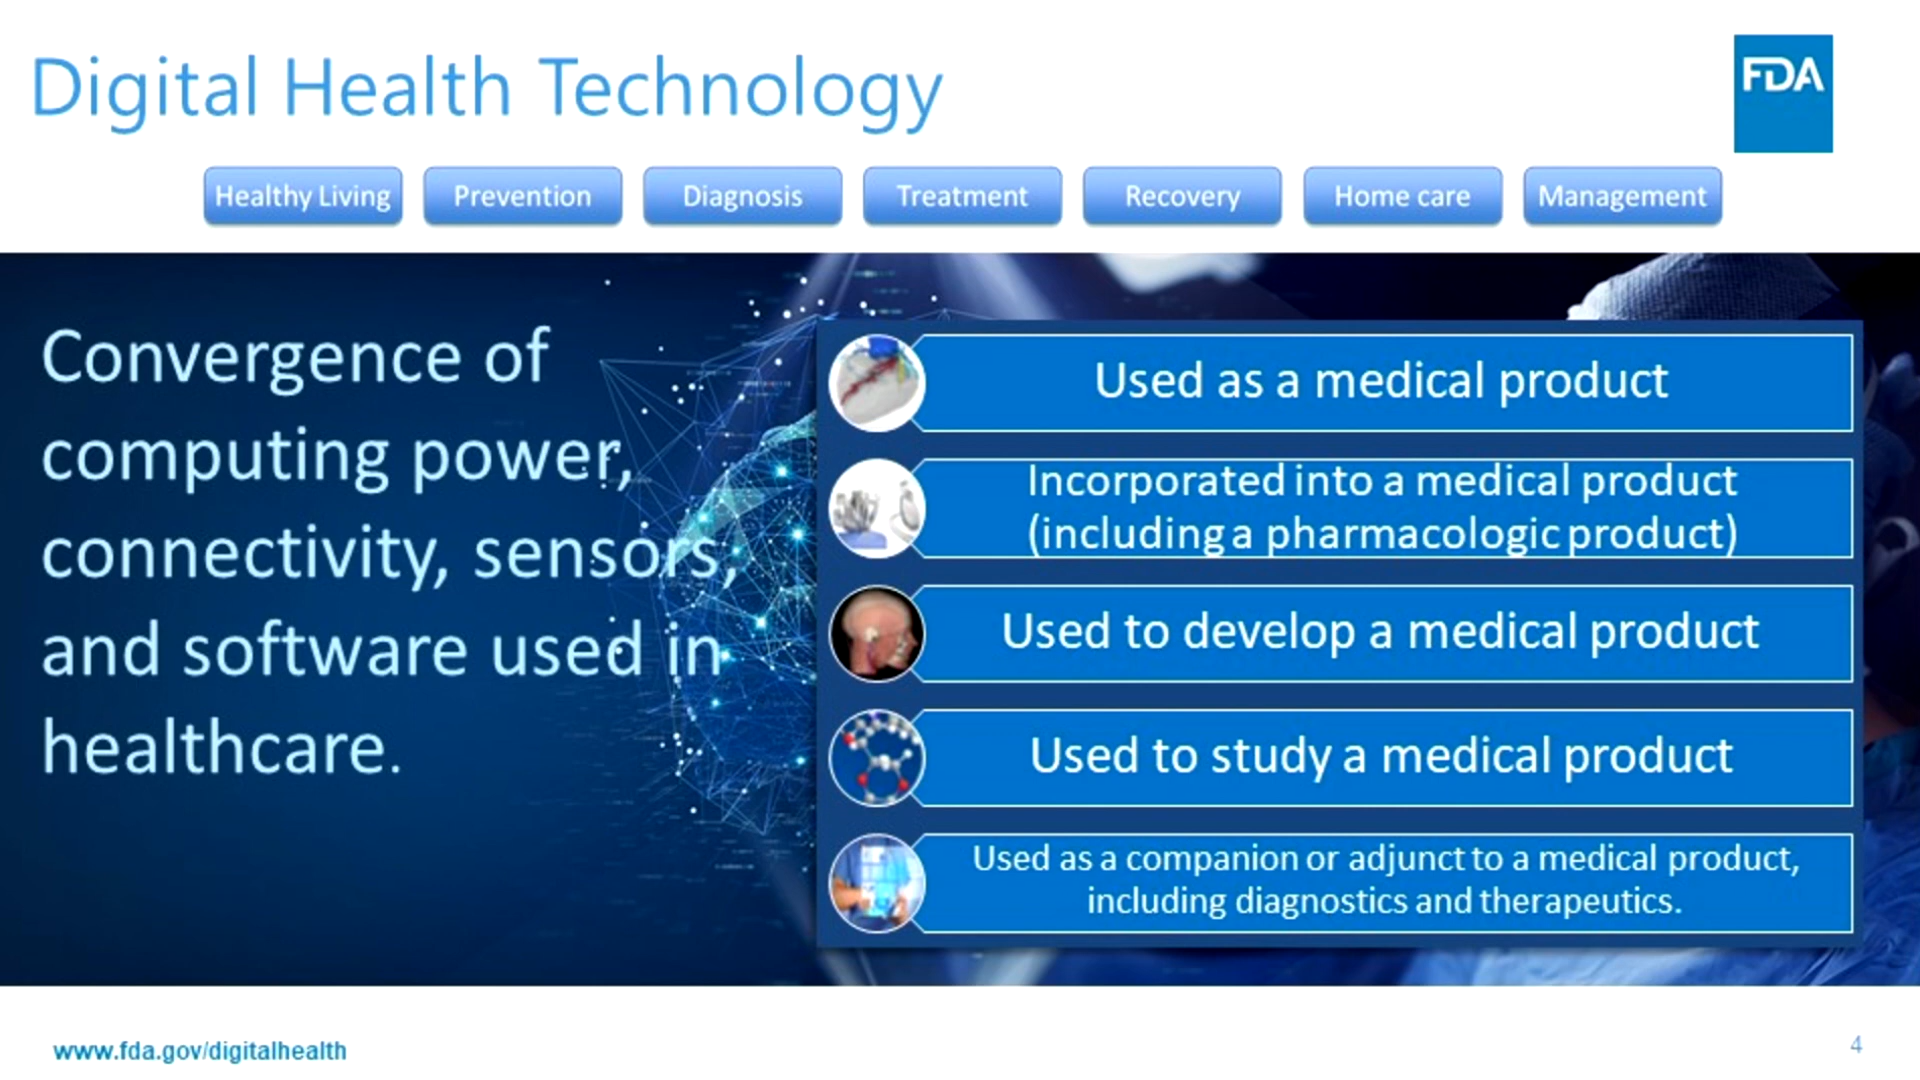 Digital Health Technology
FDA
Healthy Living
Prevention
Diagnosis
Treatment
Recovery
Home care
Management
Convergence of
computing power,
connectivity, sensors,
and software used in
healthcare.
Used as a medical product
Incorporated into a medical product
(including a pharmacologic product)
Used to develop a medical product
Used to study a medical product
Used as a companion or adjunct to a medical product,
including diagnostics and therapeutics.
www.fda.gov/digitalhealth
4